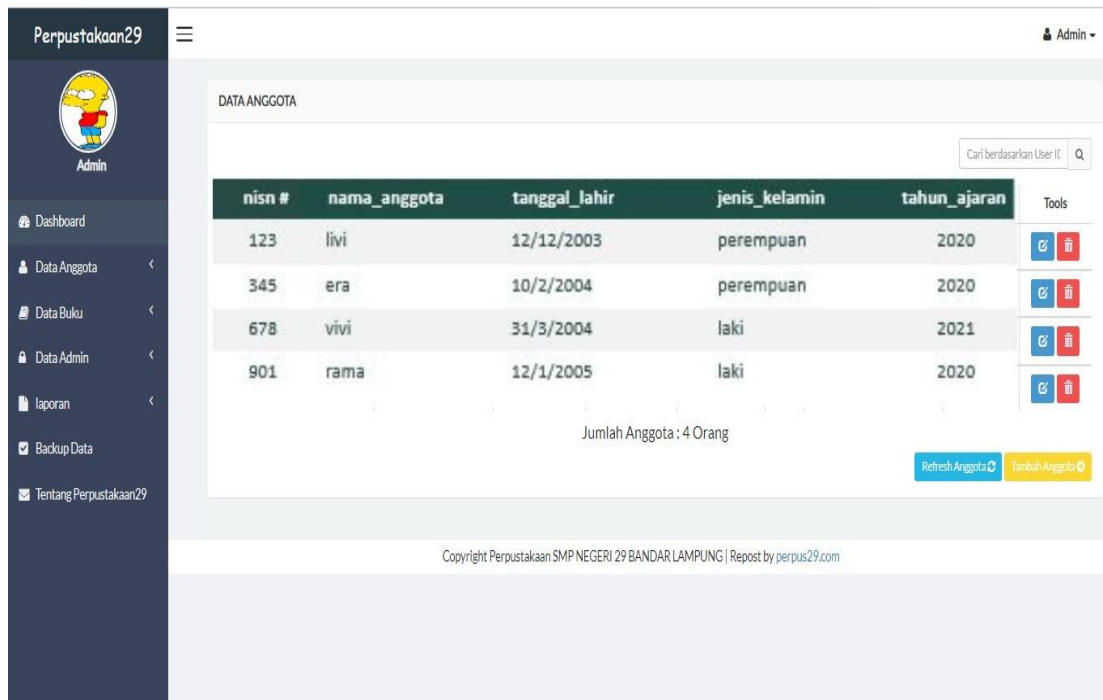 Perpustakaan29
Admin
Admin
Dashboard
Data Anggota
Data Buku
Data Admin
laporan
Backup Data
Tentang Perpustakaan29
DATA ANGGOTA
Cari berdasarkan User
nisn # nama_anggota tanggal_lahir jenis_kelamin tahun_ajaran Tools
123 livi 12/12/2003 perempuan 2020
345 era 10/2/2004 perempuan 2020
678 vivi 31/3/2004 laki 2021
901 rama 12/1/2005 laki 2020
Jumlah Anggota : 4 Orang
Refresh Anggota Tambah Anggota
Copyright Perpustakaan SMP NEGERI 29 BANDAR LAMPUNG | Repost by perpus29.com